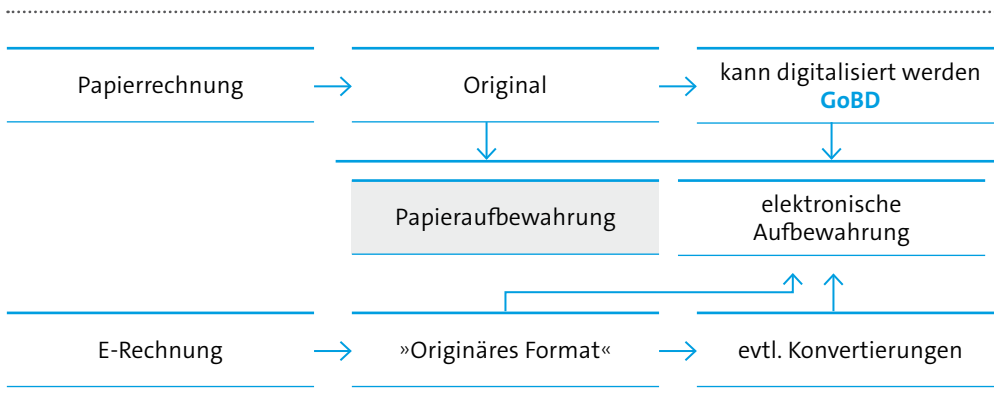 Papierrechnung
Original
kann digitalisiert werden
GoBD
Papieraufbewahrung
elektronische
Aufbewahrung
E-Rechnung
»Originäres Format«
evtl. Konvertierungen